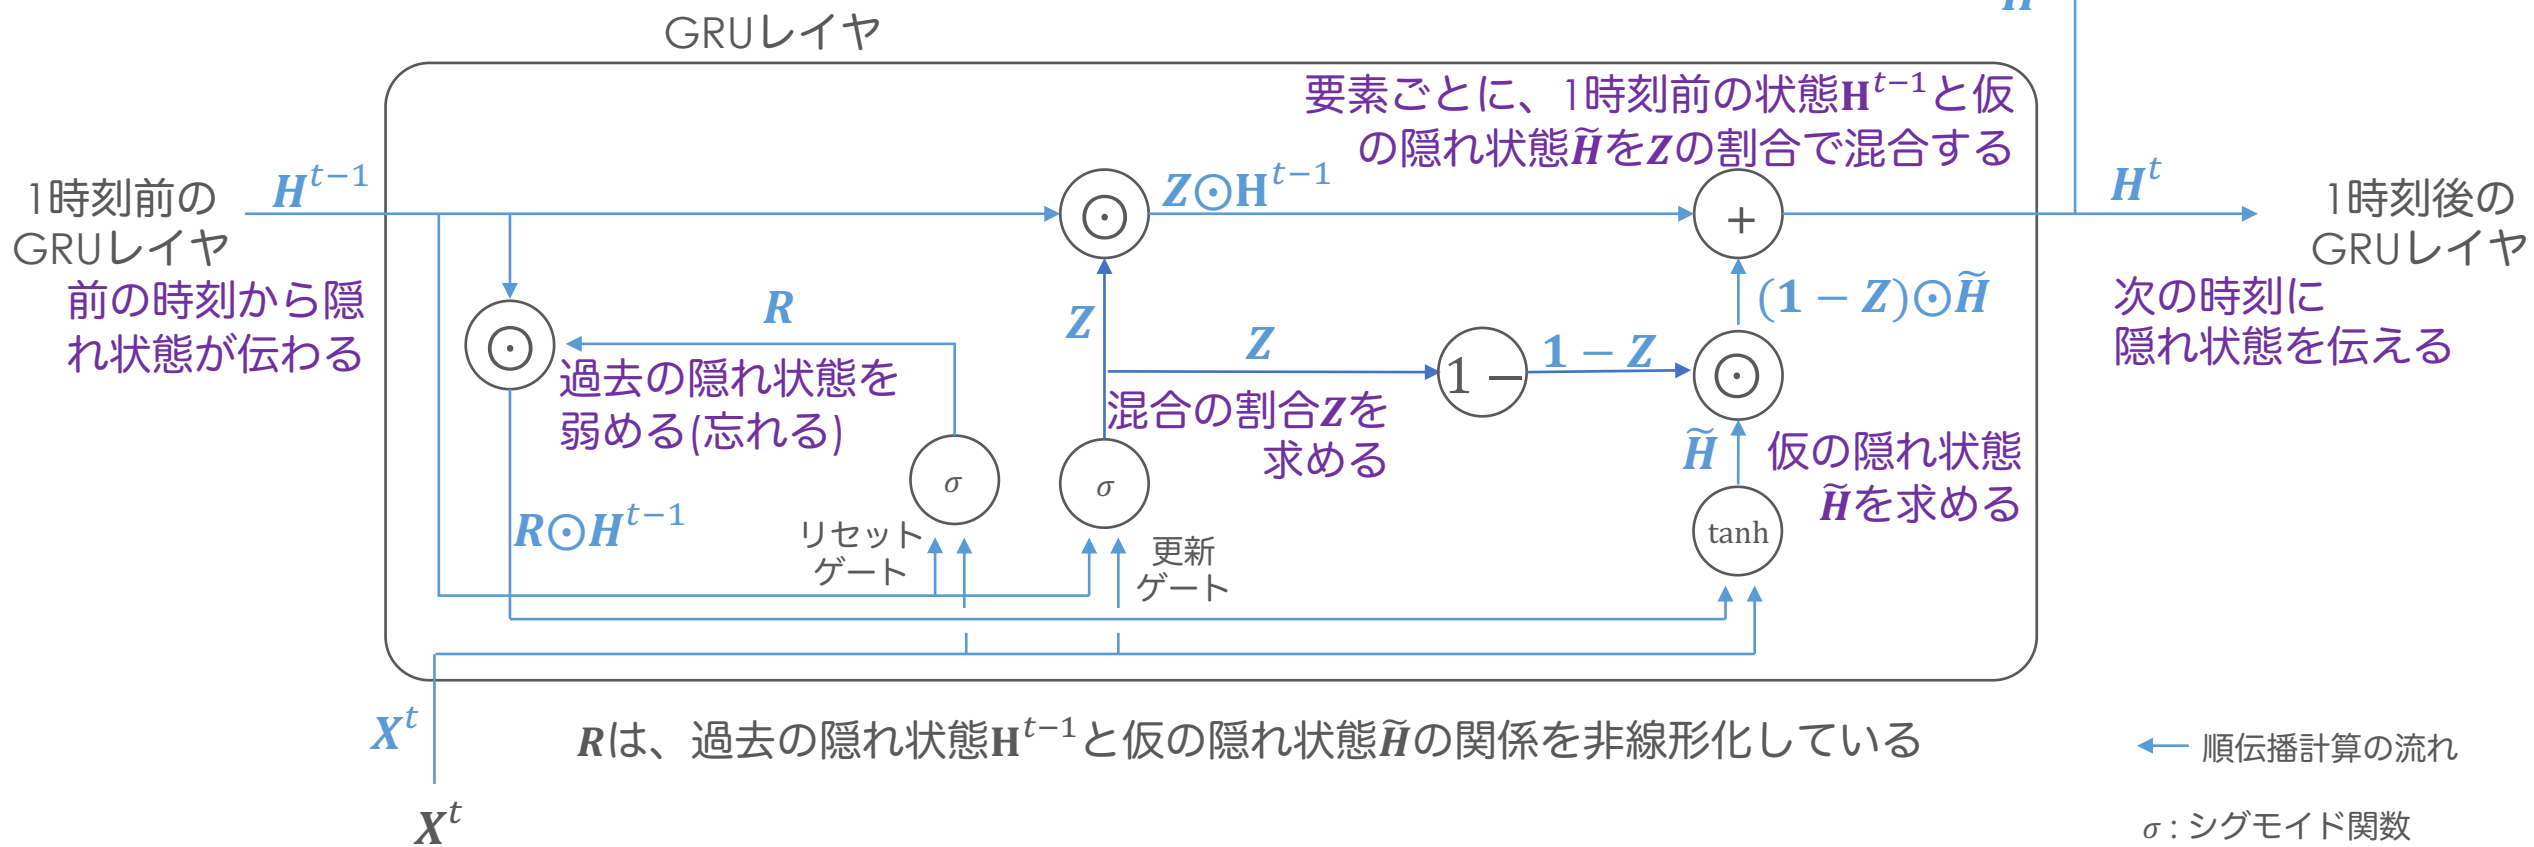 GRUレイヤ
H
要素ごとに、1時刻前の状態H^{t−1}と仮
の隠れ状態H̃をZの割合で混合する
1時刻前の
GRUレイヤ
H^{t−1}
Z⊙H^{t−1}
+
H^t
1時刻後の
GRUレイヤ
前の時刻から隠
れ状態が伝わる
⊙
⊙
R
過去の隠れ状態を
弱める(忘れる)
Z
Z
混合の割合Zを
求める
1 −
1 − Z
(1 − Z)⊙H̃
⊙
次の時刻に
隠れ状態を伝える
H̃
仮の隠れ状態
H̃を求める
σ
σ
tanh
R⊙H^{t−1}
リセット
ゲート
更新
ゲート
X^t
Rは、過去の隠れ状態H^{t−1}と仮の隠れ状態H̃の関係を非線形化している
順伝播計算の流れ
X^t
σ : シグモイド関数